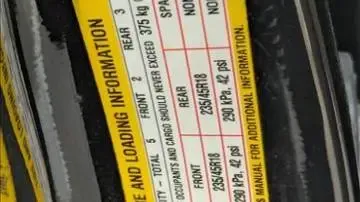 E AND LOADING INFORMATION
TY - TOTAL 5 FRONT 2 REAR 3
OCCUPANTS AND CARGO SHOULD NEVER EXCEED 375 kg
FRONT REAR SPA
235/45R18 235/45R18 NON
290 kPa, 42 psi 290 kPa, 42 psi NO
S MANUAL FOR ADDITIONAL INFORMATION.